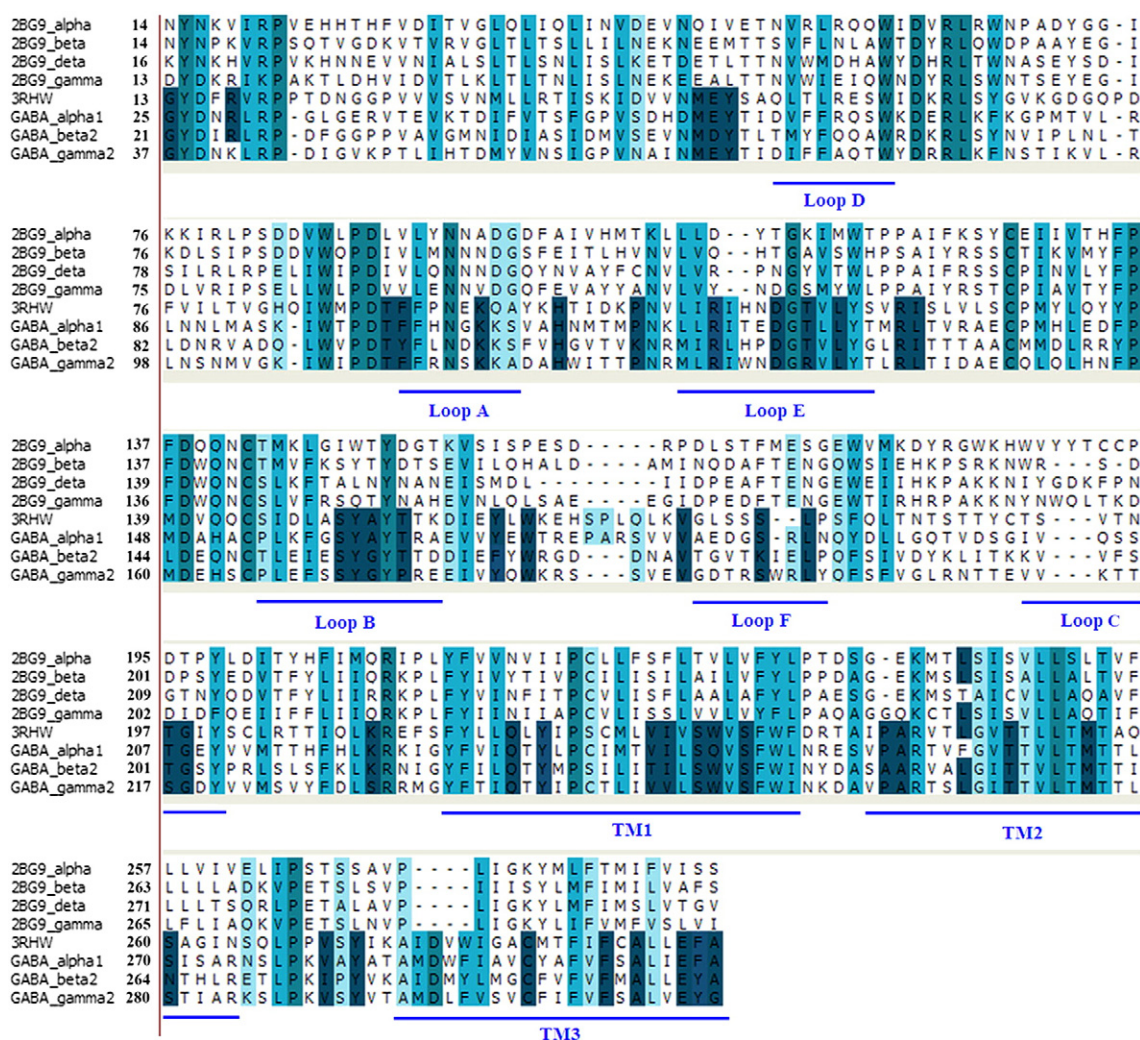 2BG9_alpha 14 NYNKVIRPVEHHTHFVDITVGLQLIQLINVDEVNQIVETNVRLRQQWIDVRLRWNPADYGG-I
2BG9_beta 14 NYNPKVRPSQTVGDKVTVRVGLTLTSLLILNEKNEEMTTSVFLNLAWTDYRLQWDPAAYEG-I
2BG9_deta 16 NKYNKHVRPVKHNNEVVNIALSLTLSNLISLKETDETLTTNVWMDHAWYDHRLTWNASEYSD-I
2BG9_gamma 13 DYDKRIKPAKTLDHVIDVTLKLTLTNLISLNEKEEALTTNVWIEIQWNDYRLSWNTSEYEG-I
3RHW 13 GYDFRVRPPTDNGGPVVVSVNMLLRTISKIDVVNMEYSAQLTLRESWIDKRLSYGVKGDGQPD
GABA_alpha1 25 GYDNRLRP-GLGERVTEVKTDIFVTSFGPVSDHDMEYTIDVFFRQSWKDERLKFKGPMTVL-R
GABA_beta2 21 GYDIRLRP-DFGGPPVAVGMNIDIASIDMVSEVNMDYTLTMYFQQAWRDKRLSYNVIPLNL-T
GABA_gamma2 37 GYDNKLRP-DIGVKPTLIHTDMYVNSIGPVNAINMEYTIDIFFAQTWYDRRLKFNSTIKVL-R
Loop D
2BG9_alpha 76 KKIRLPSDDVWLPDLVLYNNADGDFAIVHMTKLLLD--YTGKIMWTPPAIFKSYCEIIVTHFP
2BG9_beta 76 KDLSIPSDDVWQPDIVLMNNNDGSFEITLHVNVLVQ--HTGAVSWHPPAIYRSSCTIKVMYFP
2BG9_deta 78 SILRLRPELIWIPDIVLQNNNDGQYNVAYFCNVLVR--PNGYVTWLPPAIFRSSCPINVLYFP
2BG9_gamma 75 DLVRIPSELLWLPDVVLENNVDGQFEVAYYANVLVY--NDGSMYWLPPAIYRSTCPIAVTYFP
3RHW 76 FVILTVGHQIWMPDTFFPNEKQAYKHTIDKPNVLIRIHNDGTVLYSVRISLVLSCPMYLQYYP
GABA_alpha1 86 LNNLMASK-IWTPDTFFHNGKKSVAHNMTMPNKLLRITEDGTLLYTMRLTVRAECPMHLEDFP
GABA_beta2 82 LDNRVADQ-LWVPDTYFLNDKKSFVHGVTVKNRMIRLHPDGTVLYGLRITTTAACMMDLRRYP
GABA_gamma2 98 LNSNMVGK-IWIPDTFFRNSKKADAHWITTPNRMLRIWNDGRVLYTLRLTIDAECQLQLHNFP
Loop A Loop E
2BG9_alpha 137 FDQQNCTMKLGIWTYDGTKVSISPESD-----RPDLSTFMESGEWVMKDYRGWKHWVYYTCCP
2BG9_beta 137 FDWQNCTMVFKSYTYDTSEVILQHALD----AMINQDAFTENGQWSIEHKPSRKNWR---S-D
2BG9_deta 139 FDWQNCSLKFTALNYNANEISMDL------IIDPEAFTENGEWEIIHKPAKKNIYGDKFPN
2BG9_gamma 136 FDWQNCSLVFRSQTYNAHEVNLQLSAE----EGIDPEDFTENGEWTIRHRPAKKNYNWQLTKD
3RHW 139 MDVQQCSIDLASYAYTTKDIEYLWKEHSPLQLKVGLSSS--LPSFQLTNTSTTYCTS---VTN
GABA_alpha1 148 MDAHACPLKFGSYAYTRAEVVYEWTREPARSVVVAEDGS-RLNQYDLLGQTVDSGIV---QSS
GABA_beta2 144 LDEQNCTLEIESYGYTTDDIEFYWRGD---DNAVTGVTKIELPQFSIVDYKLITKKV---VFS
GABA_gamma2 160 MDEHSCPLEFSSYGYPREEIVYQWKRS---SVEVGDTRSWRLYQFSFVGLRNTTEVV---KTT
Loop B Loop F Loop C
2BG9_alpha 195 DTPYLDITYHFIMQRIPLYFVVNVIIPCLLFSFLTVLVFYLPTDSG-EKMTLSISVLLSLTVF
2BG9_beta 201 DPSYEDVTFYLIIQRKPLFYIVYTIVPCILISILAILVFYLPPDAG-EKMSLSISALLALTVF
2BG9_deta 209 GTNYQDVTFYLIIRRKPLFYVINFITPCVLISFLAALAFYLPAESG-EKMSTAICVLLAQAVF
2BG9_gamma 202 DIDFQEIIFFLIIQRKPLFYIINIIAPCVLISSLVVLVYFLPAQAGGQKCTLSISVLLAQTIF
3RHW 197 TGIYSCLRTTIQLKREFSFYLLQLYIPSCMLVIVSWVSFWFDRTAIPARVTLGVTTLLTMTAQ
GABA_alpha1 207 TGEYVVMTTHFHLKRKIGYFVIQTYLPCIMTVILSQVSFWLNRESVPARTVFGVTTVLTMTTL
GABA_beta2 201 TGSYPRLSLSFKLKRNIGYFILQTYMPSILITILSWVSFWINYDASAARVALGITTVLTMTTI
GABA_gamma2 217 SGDYVVMSVYFDLSRRMGYFTIQTYIPCTLIVVLSWVSFWINKDAVPARTSLGITTVLTMTTL
TM1 TM2
2BG9_alpha 257 LLVIVELIPSTSSAVP----LIGKYMLFTMIFVISS
2BG9_beta 263 LLLLADKVPETSLSVP----LIISYLMFIMILVAFS
2BG9_deta 271 LLLTSQRLPETALAVP----LIGKYLMFIMSLVTGV
2BG9_gamma 265 LFLIAQKVPETSLNVP----LIGKYLIFVMFVSLVI
3RHW 260 SAGINSQLPPVSYIKAIDVWIGACMTFIFCALLEFA
GABA_alpha1 270 SISARNSLPKVAYATAMDWFIAVCYAFVFSALIEFA
GABA_beta2 264 NTHLRETLPKIPYVKAIDMYLMGCFVFVFMALLEYA
GABA_gamma2 280 STIARKSLPKVSYVTAMDLFVSVCFIFVFSALVEYG
TM3